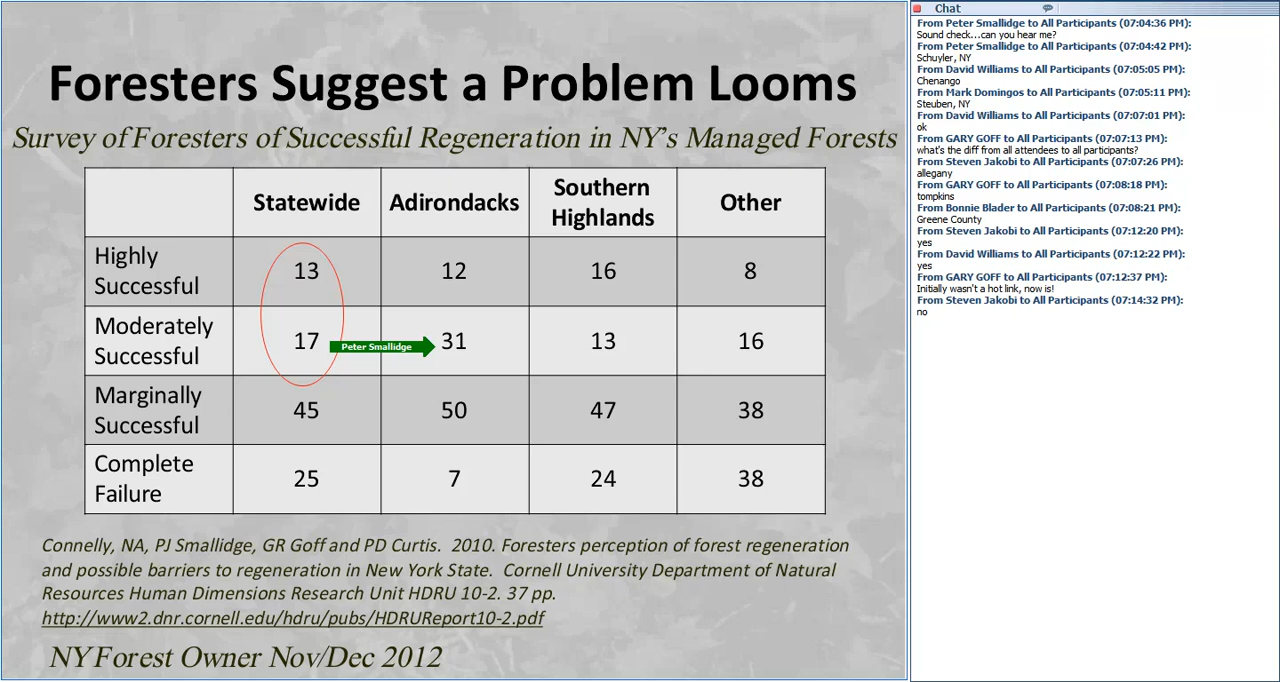 Foresters Suggest a Problem Looms
Survey of Foresters of Successful Regeneration in NY's Managed Forests
Statewide Adirondacks Southern Highlands Other
Highly Successful 13 12 16 8
Moderately Successful 17 31 13 16
Peter Smallidge
Marginally Successful 45 50 47 38
Complete Failure 25 7 24 38
Connelly, NA, PJ Smallidge, GR Goff and PD Curtis. 2010. Foresters perception of forest regeneration
and possible barriers to regeneration in New York State. Cornell University Department of Natural
Resources Human Dimensions Research Unit HDRU 10-2. 37 pp.
http://www2.dnr.cornell.edu/hdru/pubs/HDRUReport10-2.pdf
NY Forest Owner Nov/Dec 2012
Chat
From Peter Smallidge to All Participants (07:04:36 PM):
Sound check...can you hear me?
From Peter Smallidge to All Participants (07:04:42 PM):
Schuyler, NY
From David Williams to All Participants (07:05:05 PM):
Chenango
From Mark Domingos to All Participants (07:05:11 PM):
Steuben, NY
From David Williams to All Participants (07:07:01 PM):
ok
From GARY GOFF to All Participants (07:07:13 PM):
what's the diff from all attendees to all participants?
From Steven Jakobi to All Participants (07:07:26 PM):
allegany
From GARY GOFF to All Participants (07:08:18 PM):
tompkins
From Bonnie Blader to All Participants (07:08:21 PM):
Greene County
From Steven Jakobi to All Participants (07:12:20 PM):
yes
From David Williams to All Participants (07:12:22 PM):
yes
From GARY GOFF to All Participants (07:12:37 PM):
Initially wasn't a hot link, now is!
From Steven Jakobi to All Participants (07:14:32 PM):
no